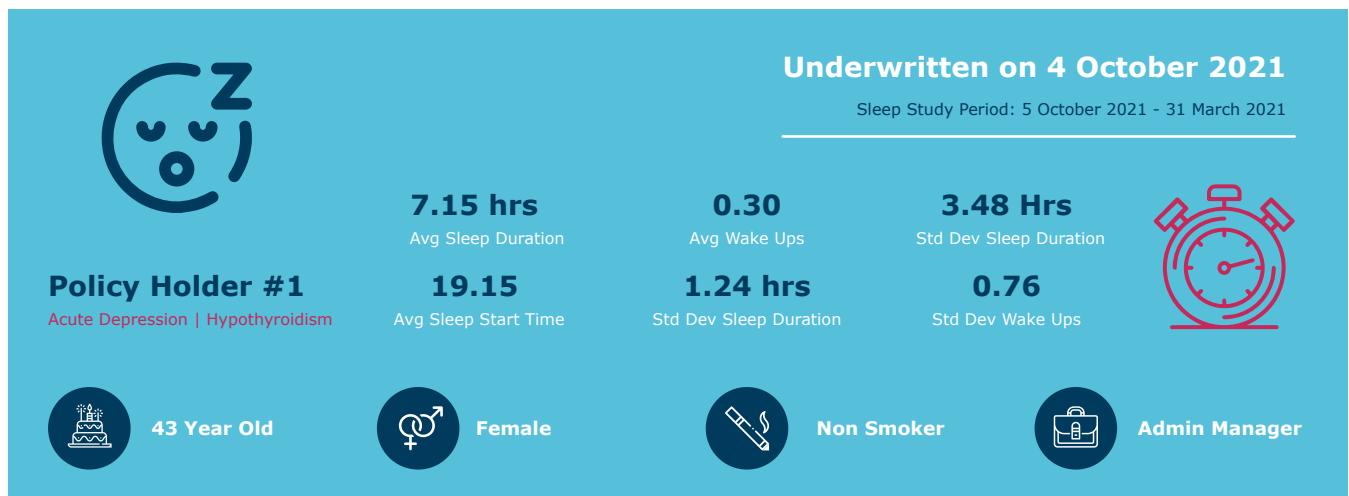 Z
Underwritten on 4 October 2021
Sleep Study Period: 5 October 2021 - 31 March 2021
7.15 hrs
Avg Sleep Duration
0.30
Avg Wake Ups
3.48 Hrs
Std Dev Sleep Duration
Policy Holder #1
Acute Depression | Hypothyroidism
19.15
Avg Sleep Start Time
1.24 hrs
Std Dev Sleep Duration
0.76
Std Dev Wake Ups
43 Year Old
Female
Non Smoker
Admin Manager